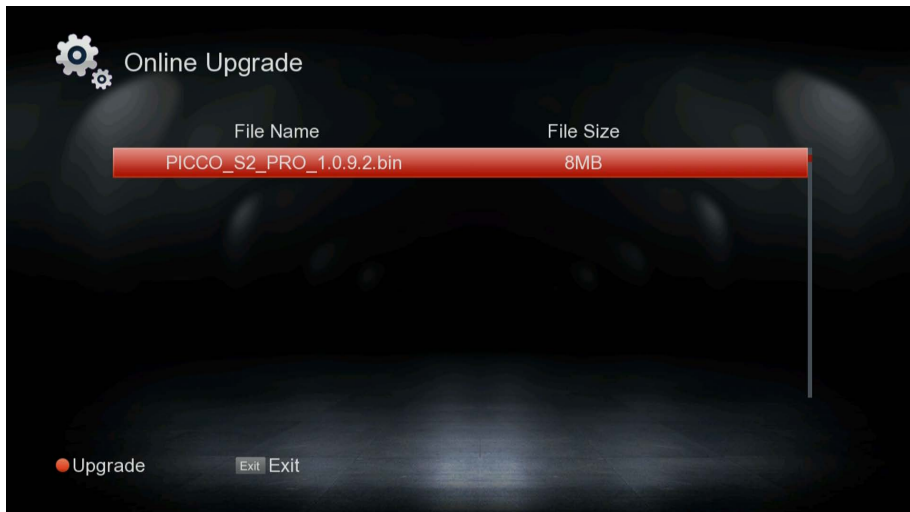 Online Upgrade
File Name File Size
PICCO_S2_PRO_1.0.9.2.bin 8MB
Upgrade Exit Exit